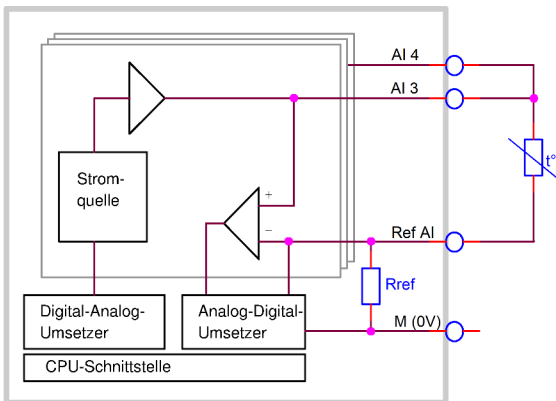 AI 4
AI 3
t°
Strom-
quelle
+
−
Ref AI
Rref
Digital-Analog-
Umsetzer
Analog-Digital-
Umsetzer
M (0V)
CPU-Schnittstelle